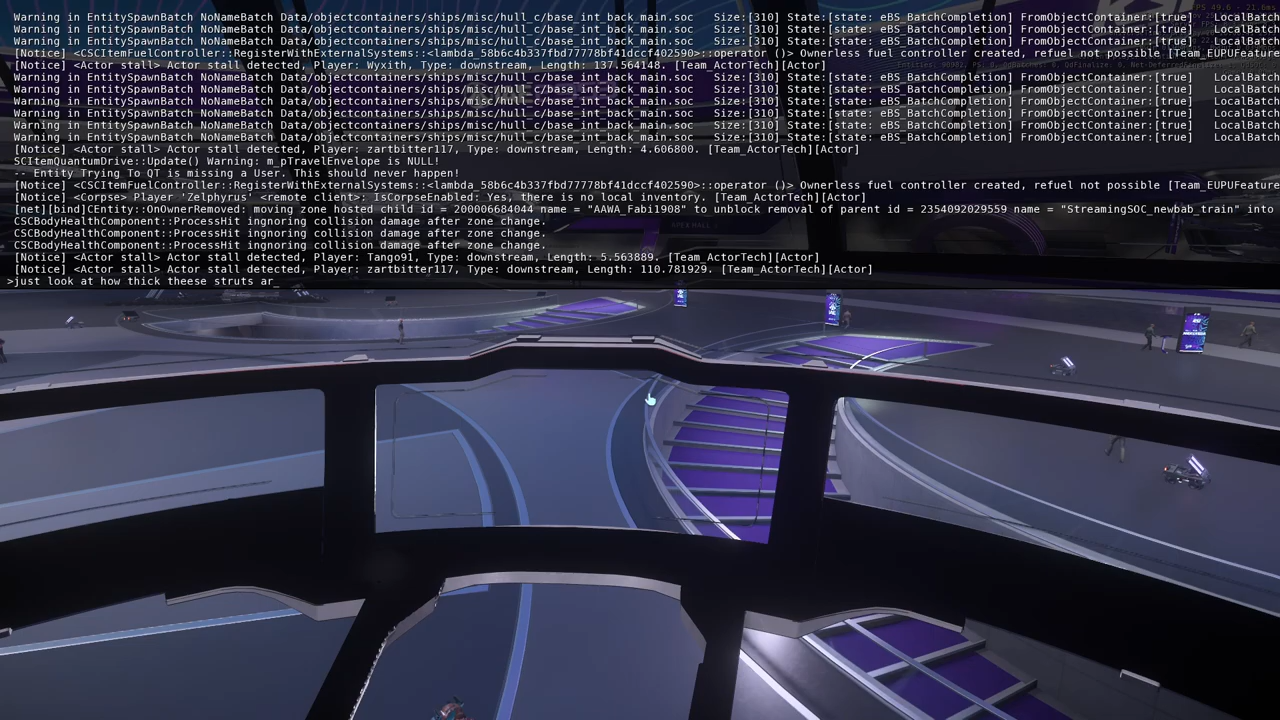 Warning in EntitySpawnBatch NoNameBatch Data/objectcontainers/ships/misc/hull_c/base_int_back_main.soc   Size:[310] State:[state: eBS_BatchCompletion] FromObjectContainer:[true]   LocalBatch
Warning in EntitySpawnBatch NoNameBatch Data/objectcontainers/ships/misc/hull_c/base_int_back_main.soc   Size:[310] State:[state: eBS_BatchCompletion] FromObjectContainer:[true]   LocalBatch
Warning in EntitySpawnBatch NoNameBatch Data/objectcontainers/ships/misc/hull_c/base_int_back_main.soc   Size:[310] State:[state: eBS_BatchCompletion] FromObjectContainer:[true]   LocalBatch
[Notice] <CSCItemFuelController::RegisterWithExternalSystems::<lambda_58b6c4b337fbd77778bf41dccf402590>::operator ()> Ownerless fuel controller created, refuel not possible [Team_EUPUFeature
[Notice] <Actor stall> Actor stall detected, Player: Wyxith, Type: downstream, Length: 137.564148. [Team_ActorTech][Actor]
Warning in EntitySpawnBatch NoNameBatch Data/objectcontainers/ships/misc/hull_c/base_int_back_main.soc   Size:[310] State:[state: eBS_BatchCompletion] FromObjectContainer:[true]   LocalBatch
Warning in EntitySpawnBatch NoNameBatch Data/objectcontainers/ships/misc/hull_c/base_int_back_main.soc   Size:[310] State:[state: eBS_BatchCompletion] FromObjectContainer:[true]   LocalBatch
Warning in EntitySpawnBatch NoNameBatch Data/objectcontainers/ships/misc/hull_c/base_int_back_main.soc   Size:[310] State:[state: eBS_BatchCompletion] FromObjectContainer:[true]   LocalBatch
Warning in EntitySpawnBatch NoNameBatch Data/objectcontainers/ships/misc/hull_c/base_int_back_main.soc   Size:[310] State:[state: eBS_BatchCompletion] FromObjectContainer:[true]   LocalBatch
Warning in EntitySpawnBatch NoNameBatch Data/objectcontainers/ships/misc/hull_c/base_int_back_main.soc   Size:[310] State:[state: eBS_BatchCompletion] FromObjectContainer:[true]   LocalBatch
Warning in EntitySpawnBatch NoNameBatch Data/objectcontainers/ships/misc/hull_c/base_int_back_main.soc   Size:[310] State:[state: eBS_BatchCompletion] FromObjectContainer:[true]   LocalBatch
[Notice] <Actor stall> Actor stall detected, Player: zartbitter117, Type: downstream, Length: 4.606800. [Team_ActorTech][Actor]
SCItemQuantumDrive::Update() Warning: m_pTravelEnvelope is NULL!
-- Entity Trying To QT is missing a User. This should never happen!
[Notice] <CSCItemFuelController::RegisterWithExternalSystems::<lambda_58b6c4b337fbd77778bf41dccf402590>::operator ()> Ownerless fuel controller created, refuel not possible [Team_EUPUFeature
[Notice] <Corpse> Player 'Zelphyrus' <remote client>: IsCorpseEnabled: Yes, there is no local inventory. [Team_ActorFeatures][Actor]
[net][bind]CEntity::OnOwnerRemoved: moving zone hosted child id = 200006684044 name = "AAWA_Fabi1908" to unblock removal of parent id = 2354092029559 name = "StreamingSOC_newbab_train" into
CSCBodyHealthComponent::ProcessHit ingnoring collision damage after zone change.
CSCBodyHealthComponent::ProcessHit ingnoring collision damage after zone change.
CSCBodyHealthComponent::ProcessHit ingnoring collision damage after zone change.
[Notice] <Actor stall> Actor stall detected, Player: Tango91, Type: downstream, Length: 5.563889. [Team_ActorTech][Actor]
[Notice] <Actor stall> Actor stall detected, Player: zartbitter117, Type: downstream, Length: 110.781929. [Team_ActorTech][Actor]
>just look at how thick theese struts ar_